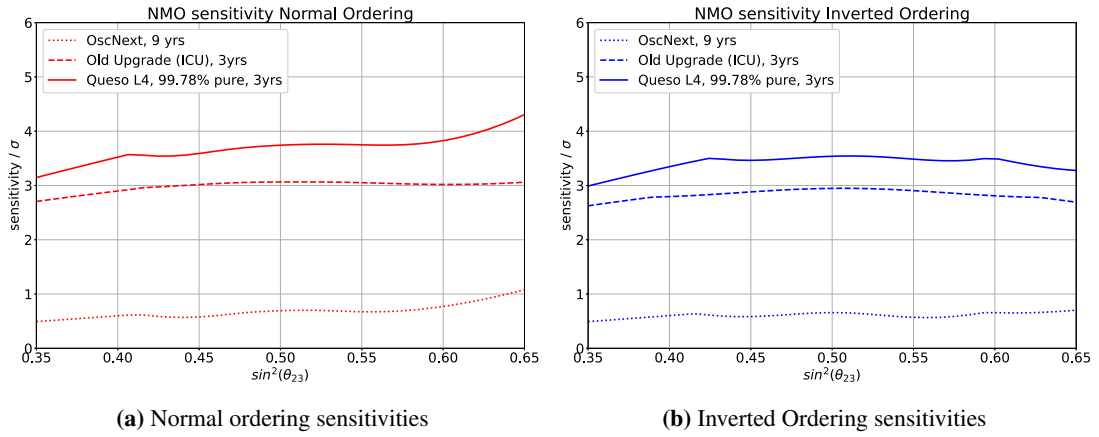 NMO sensitivity Normal Ordering
6
5
4
3
2
1
0
sensitivity / σ
OscNext, 9 yrs
Old Upgrade (ICU), 3yrs
Queso L4, 99.78% pure, 3yrs
0.35 0.40 0.45 0.50 0.55 0.60 0.65
sin²(θ₂₃)
(a) Normal ordering sensitivities
NMO sensitivity Inverted Ordering
6
5
4
3
2
1
0
sensitivity / σ
OscNext, 9 yrs
Old Upgrade (ICU), 3yrs
Queso L4, 99.78% pure, 3yrs
0.35 0.40 0.45 0.50 0.55 0.60 0.65
sin²(θ₂₃)
(b) Inverted Ordering sensitivities